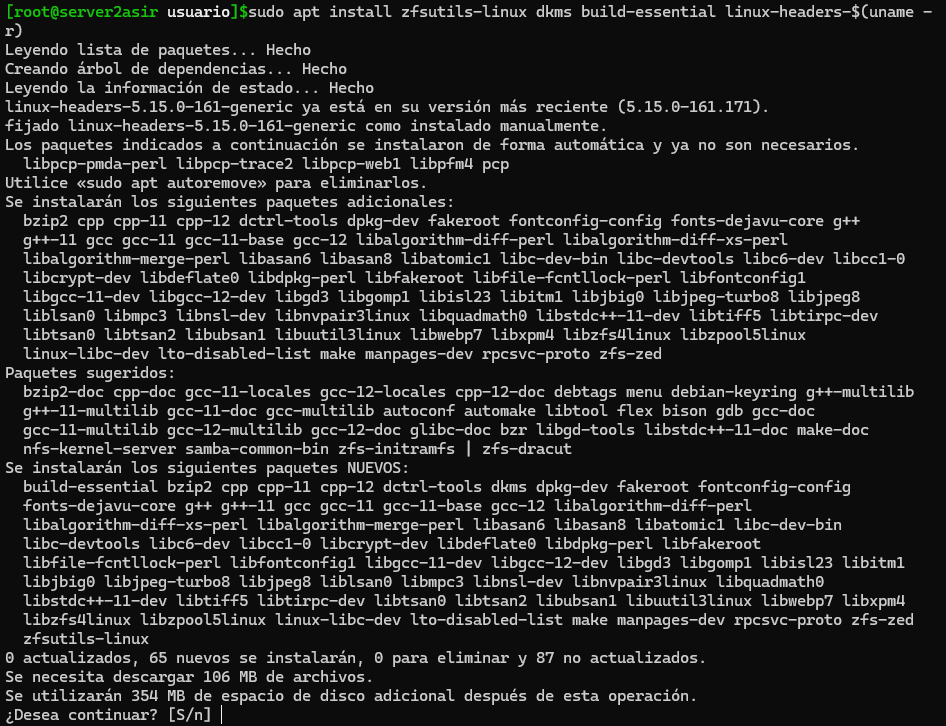 [root@server2asir usuario]$sudo apt install zfsutils-linux dkms build-essential linux-headers-$(uname -
r)
Leyendo lista de paquetes... Hecho
Creando árbol de dependencias... Hecho
Leyendo la información de estado... Hecho
linux-headers-5.15.0-161-generic ya está en su versión más reciente (5.15.0-161.171).
fijado linux-headers-5.15.0-161-generic como instalado manualmente.
Los paquetes indicados a continuación se instalaron de forma automática y ya no son necesarios.
  libpcp-pmda-perl libpcp-trace2 libpcp-web1 libpfm4 pcp
Utilice «sudo apt autoremove» para eliminarlos.
Se instalarán los siguientes paquetes adicionales:
  bzip2 cpp cpp-11 cpp-12 dctrl-tools dpkg-dev fakeroot fontconfig-config fonts-dejavu-core g++
  g++-11 gcc gcc-11 gcc-11-base gcc-12 libalgorithm-diff-perl libalgorithm-diff-xs-perl
  libalgorithm-merge-perl libasan6 libasan8 libatomic1 libc-dev-bin libc-devtools libc6-dev libcc1-0
  libcrypt-dev libdeflate0 libdpkg-perl libfakeroot libfile-fcntllock-perl libfontconfig1
  libgcc-11-dev libgcc-12-dev libgd3 libgomp1 libisl23 libitm1 libjbig0 libjpeg-turbo8 libjpeg8
  liblsan0 libmpc3 libnsl-dev libnvpair3linux libquadmath0 libstdc++-11-dev libtiff5 libtirpc-dev
  libtsan0 libtsan2 libubsan1 libuutil3linux libwebp7 libxpm4 libzfs4linux libzpool5linux
  linux-libc-dev lto-disabled-list make manpages-dev rpcsvc-proto zfs-zed
Paquetes sugeridos:
  bzip2-doc cpp-doc gcc-11-locales gcc-12-locales cpp-12-doc debtags menu debian-keyring g++-multilib
  g++-11-multilib gcc-11-doc gcc-multilib autoconf automake libtool flex bison gdb gcc-doc
  gcc-11-multilib gcc-12-multilib gcc-12-doc glibc-doc bzr libgd-tools libstdc++-11-doc make-doc
  nfs-kernel-server samba-common-bin zfs-initramfs | zfs-dracut
Se instalarán los siguientes paquetes NUEVOS:
  build-essential bzip2 cpp cpp-11 cpp-12 dctrl-tools dkms dpkg-dev fakeroot fontconfig-config
  fonts-dejavu-core g++ g++-11 gcc gcc-11 gcc-11-base gcc-12 libalgorithm-diff-perl
  libalgorithm-diff-xs-perl libalgorithm-merge-perl libasan6 libasan8 libatomic1 libc-dev-bin
  libc-devtools libc6-dev libcc1-0 libcrypt-dev libdeflate0 libdpkg-perl libfakeroot
  libfile-fcntllock-perl libfontconfig1 libgcc-11-dev libgcc-12-dev libgd3 libgomp1 libisl23 libitm1
  libjbig0 libjpeg-turbo8 libjpeg8 liblsan0 libmpc3 libnsl-dev libnvpair3linux libquadmath0
  libstdc++-11-dev libtiff5 libtirpc-dev libtsan0 libtsan2 libubsan1 libuutil3linux libwebp7 libxpm4
  libzfs4linux libzpool5linux linux-libc-dev lto-disabled-list make manpages-dev rpcsvc-proto zfs-zed
  zfsutils-linux
0 actualizados, 65 nuevos se instalarán, 0 para eliminar y 87 no actualizados.
Se necesita descargar 106 MB de archivos.
Se utilizarán 354 MB de espacio de disco adicional después de esta operación.
¿Desea continuar? [S/n]